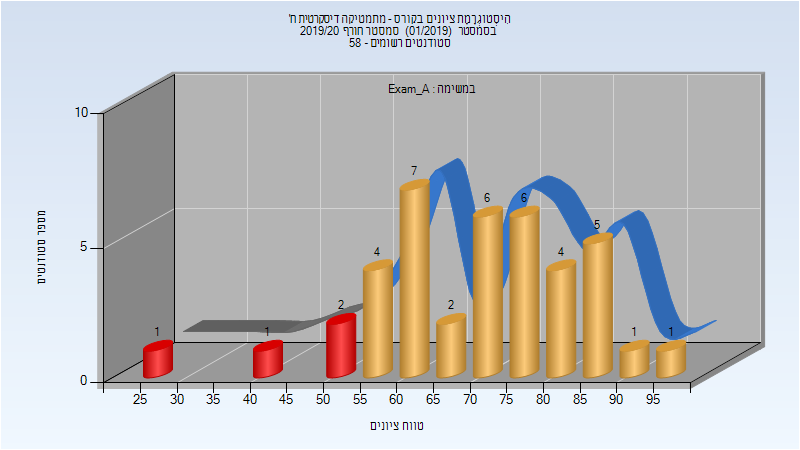 היסטוגרמת ציונים בקורס - מתמטיקה דיסקרטית ח'
בסמסטר (01/2019) סמסטר חורף 2019/20
סטודנטים רשומים - 58
במשימה : Exam_A
מספר סטודנטים
10
5
0
1
1
2
4
7
2
6
6
4
5
1
1
25 30 35 40 45 50 55 60 65 70 75 80 85 90 95
טווח ציונים